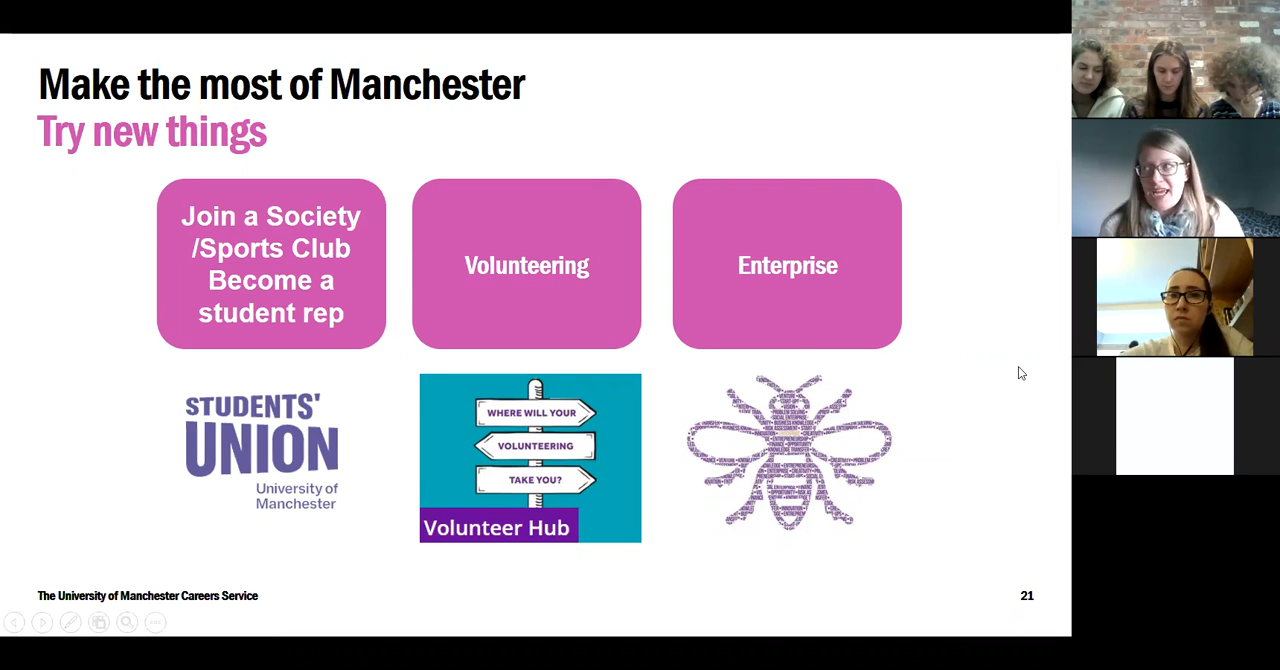 Make the most of Manchester
Try new things
Join a Society
/Sports Club
Become a
student rep
Volunteering
Enterprise
STUDENTS'
UNION
University of
Manchester
WHERE WILL YOUR
VOLUNTEERING
TAKE YOU?
Volunteer Hub
The University of Manchester Careers Service
21